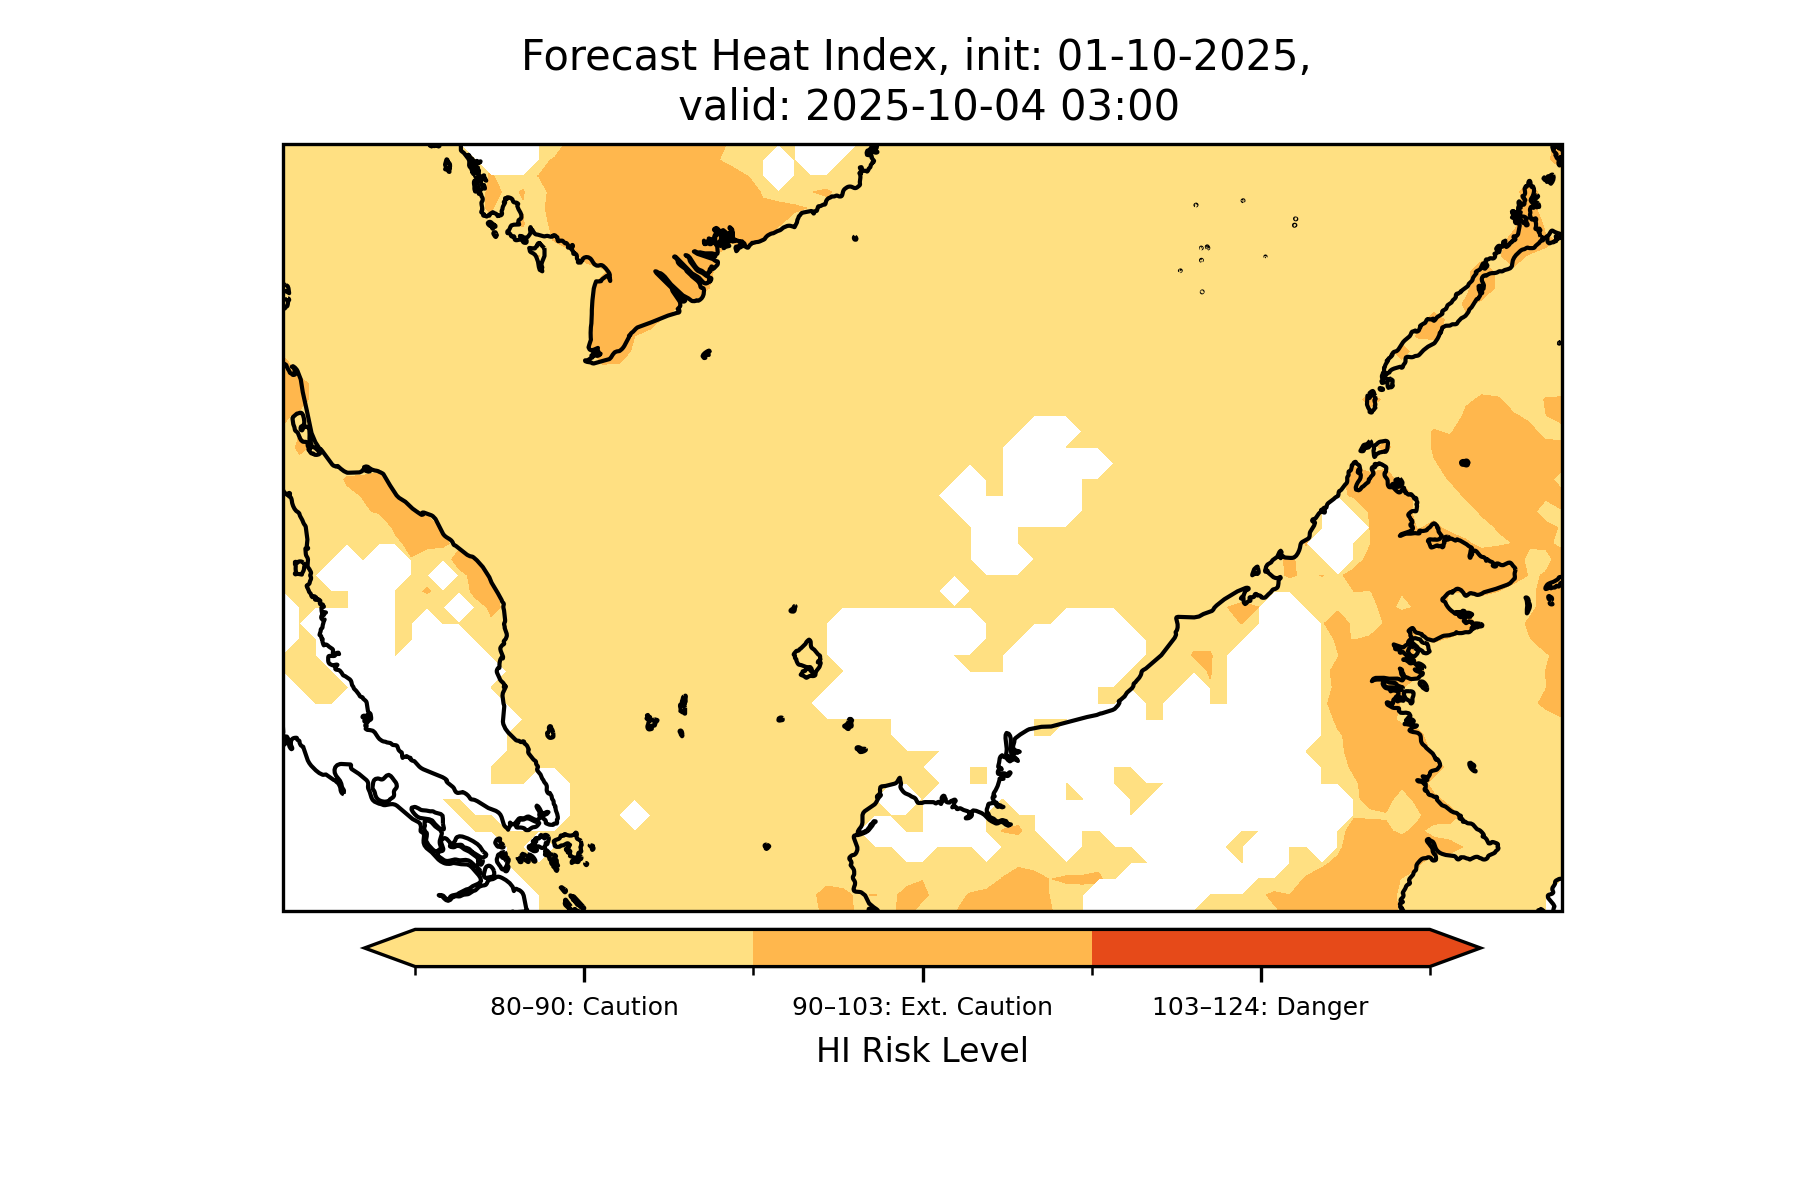 Forecast Heat Index, init: 01-10-2025,
valid: 2025-10-04 03:00
80–90: Caution
90–103: Ext. Caution
103–124: Danger
HI Risk Level